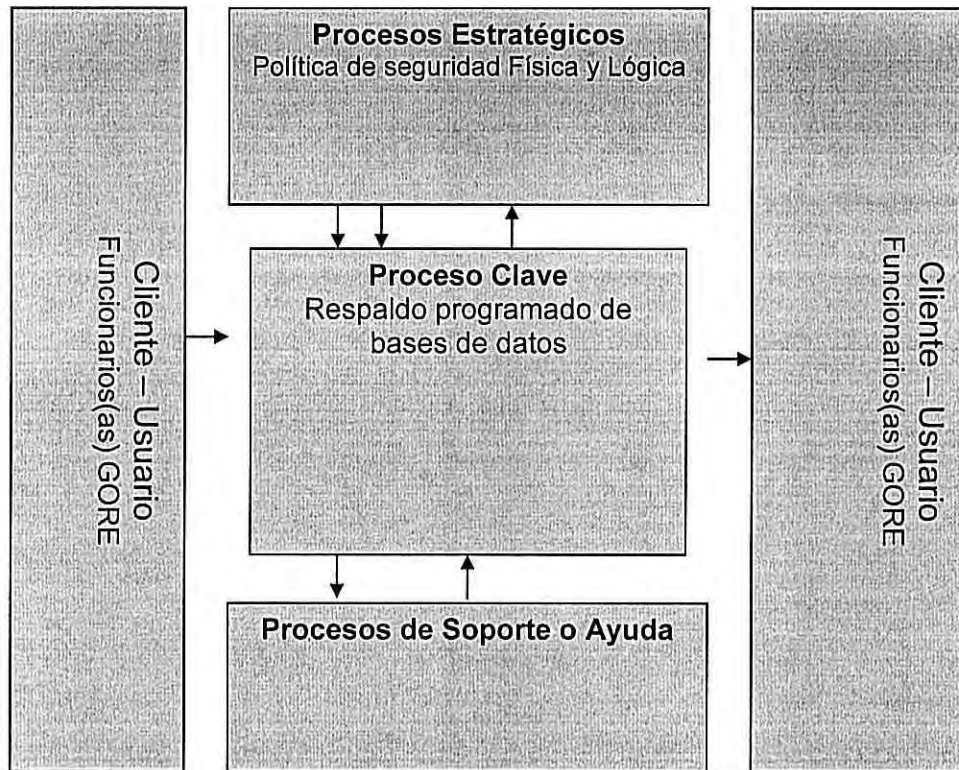 Procesos Estratégicos
Política de seguridad Física y Lógica
Cliente – Usuario
Funcionarios(as) GORE
Proceso Clave
Respaldo programado de
bases de datos
Cliente – Usuario
Funcionarios(as) GORE
Procesos de Soporte o Ayuda